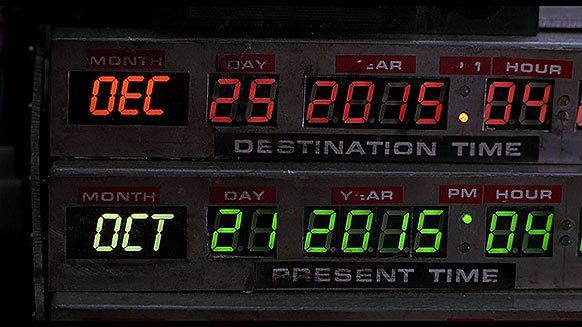 MONTH DAY YEAR HOUR
DEC 25 2015 04
DESTINATION TIME
MONTH DAY YEAR PM HOUR
OCT 21 2015 04
PRESENT TIME